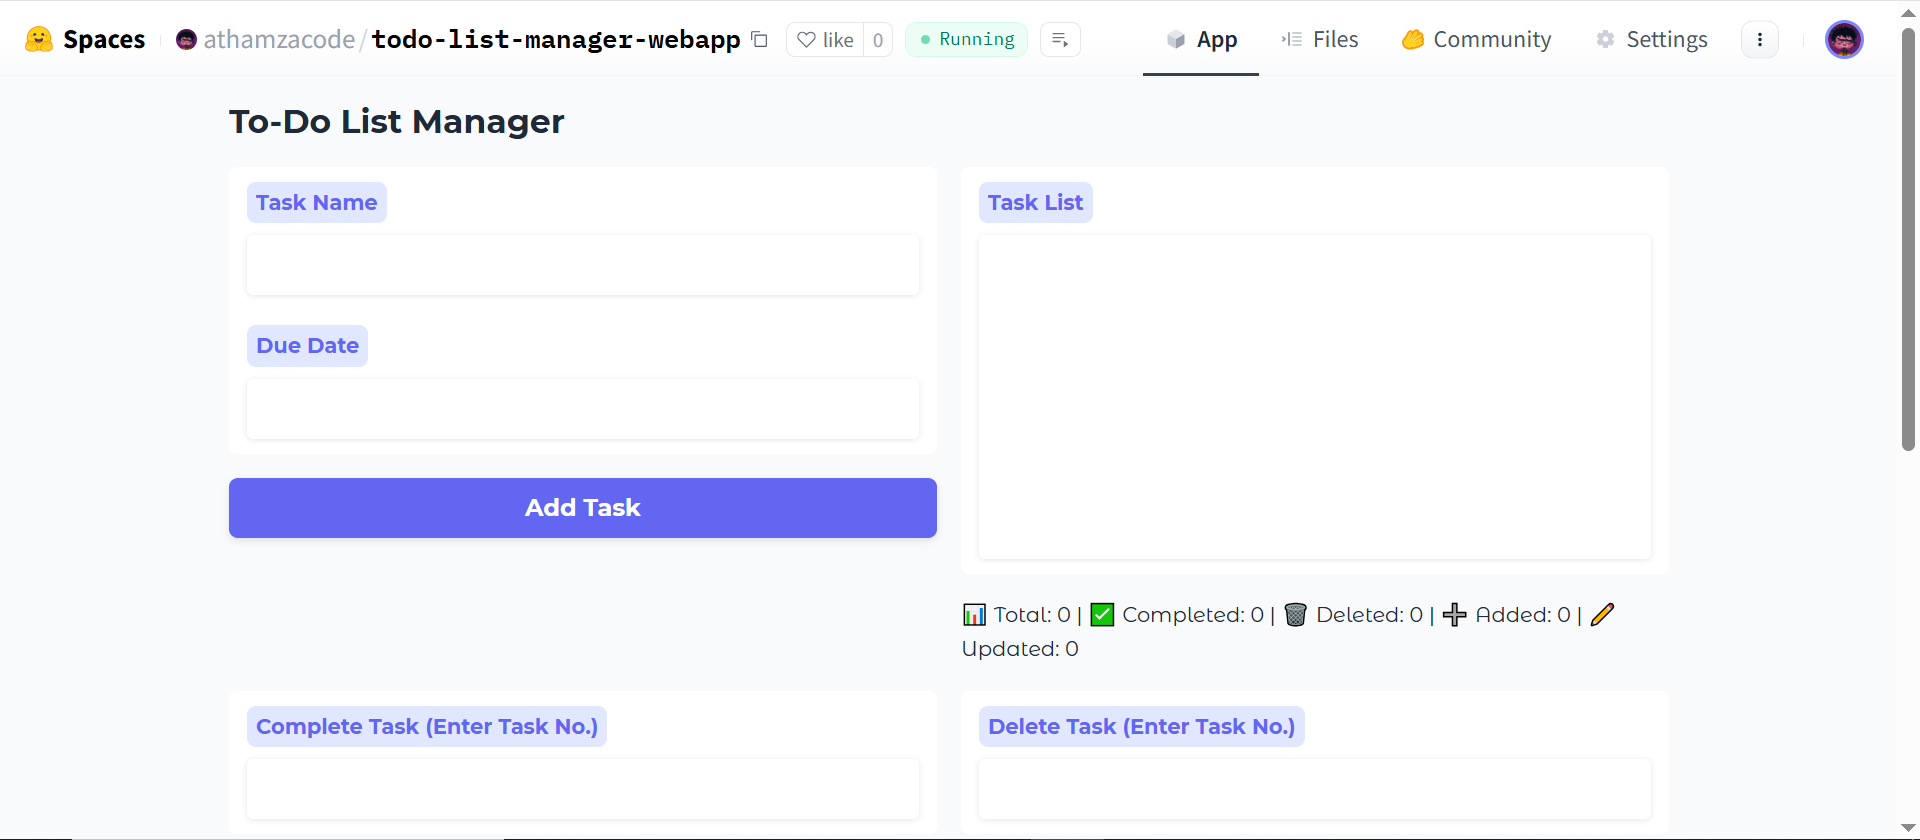 Spaces athamzacode/todo-list-manager-webapp like 0 Running App Files Community Settings
To-Do List Manager
Task Name
Task List
Due Date
Add Task
Total: 0 | Completed: 0 | Deleted: 0 | Added: 0 |
Updated: 0
Complete Task (Enter Task No.)
Delete Task (Enter Task No.)